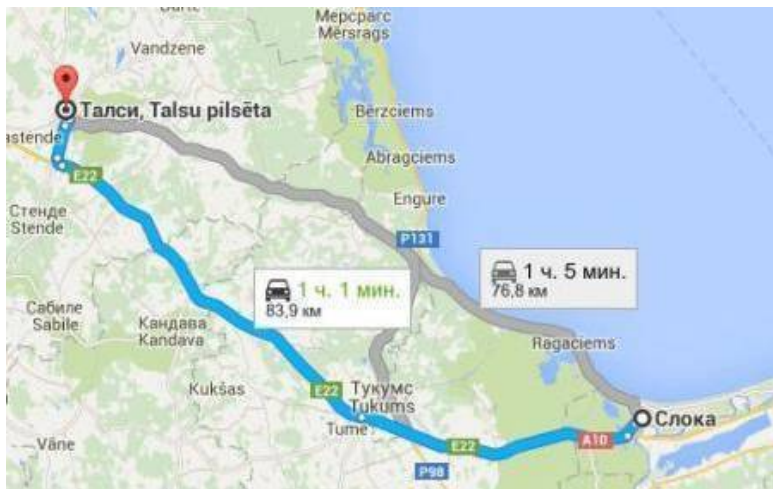 Мерсрагс
Mērsrags
Vandzene
Талси, Talsu pilsēta
Bērzciems
astende
Abragciems
E22
Engure
Стенде
Stende
P131
1 ч. 5 мин.
76,8 км
1 ч. 1 мин.
83,9 км
Сабиле
Sabile
Кандава
Kandava
Ragaciems
Kukšas
E22
Тукумс
Tukums
Слока
Tume
Vāne
E22
A10
P98